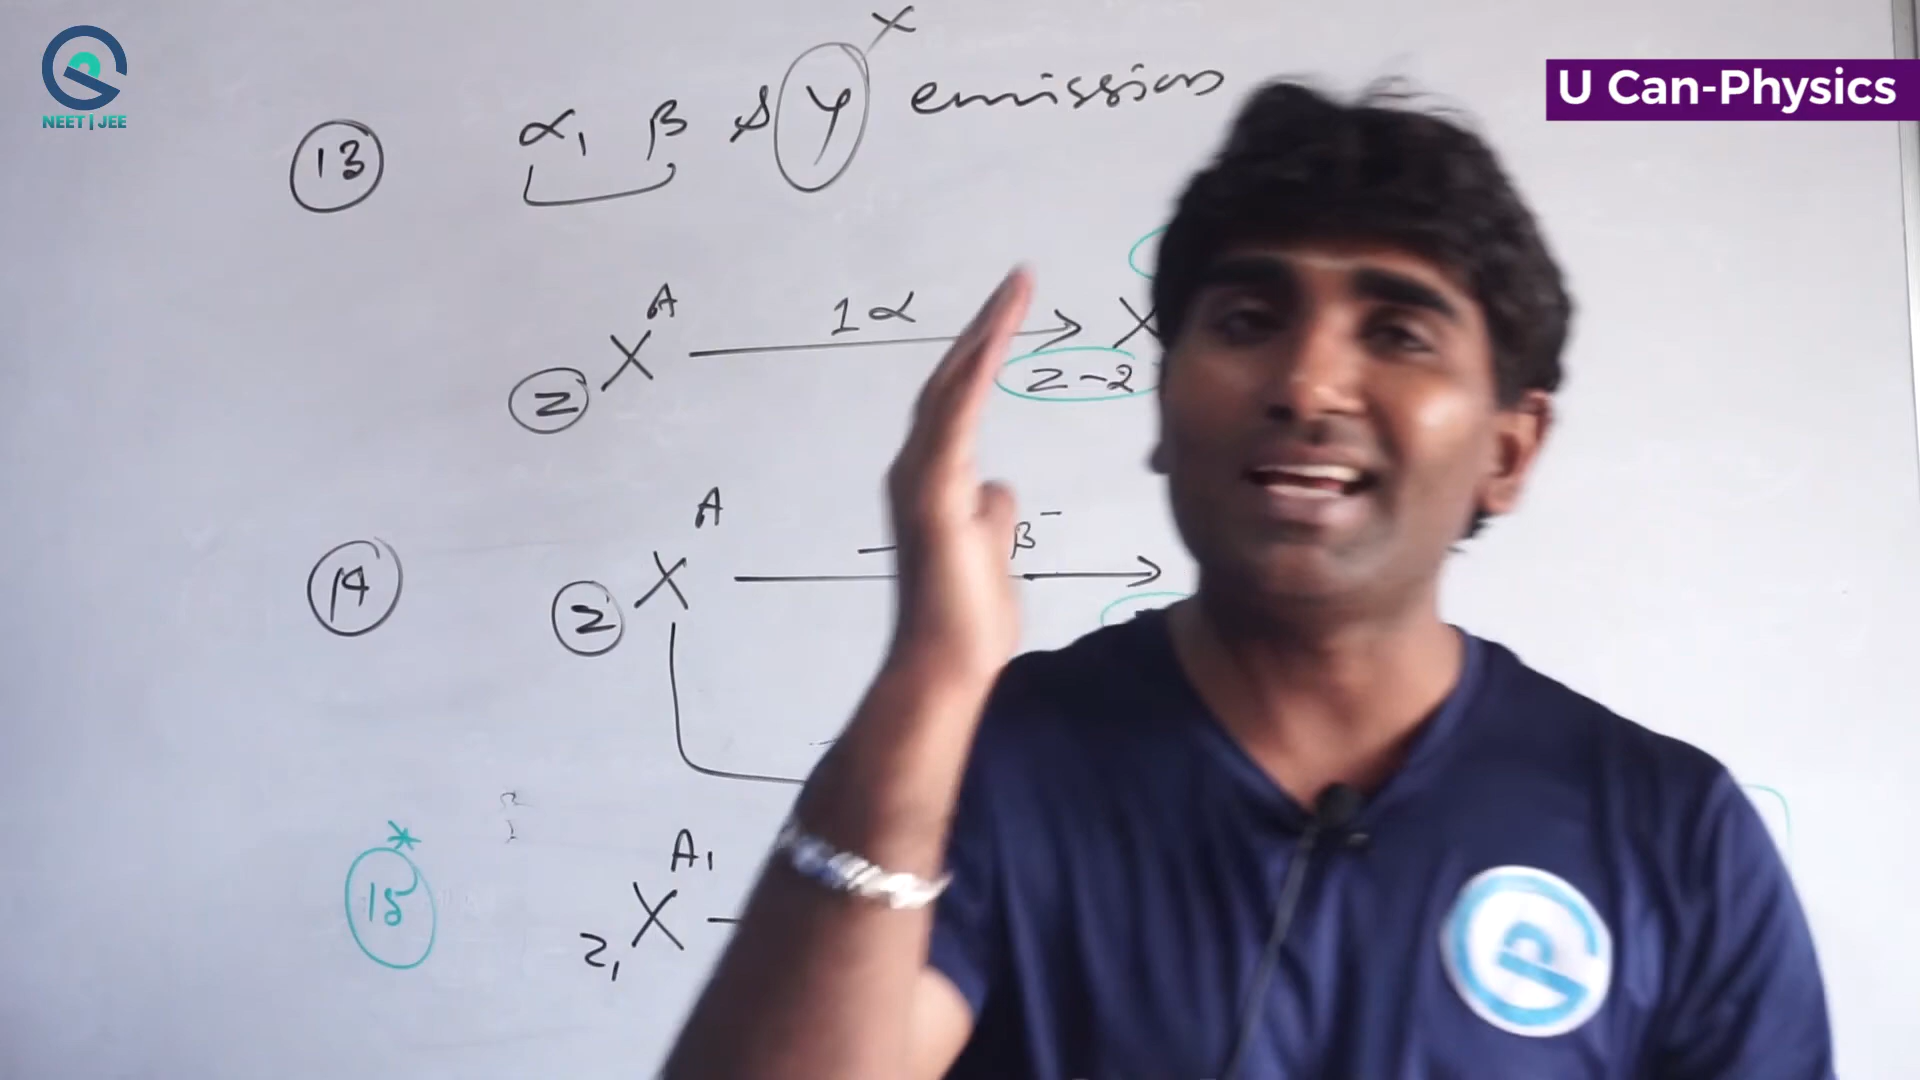 NEET | JEE
U Can-Physics
13 α, β & γ emission x
Z X A 1α X
Z-2
14 Z X A β⁻
15 * Z₁ X A₁